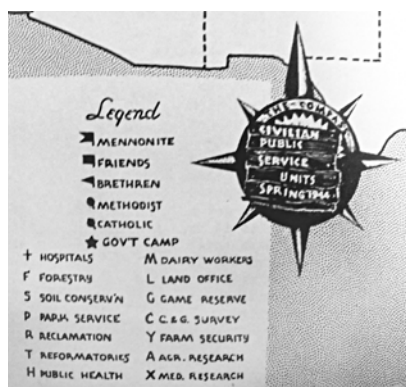 THE COMPASS
CIVILIAN
PUBLIC
SERVICE
UNITS
SPRING 1944
Legend
MENNONITE
FRIENDS
BRETHREN
METHODIST
CATHOLIC
GOV'T CAMP
+ HOSPITALS
F FORESTRY
S SOIL CONSERV'N
P PARK SERVICE
R RECLAMATION
T REFORMATORIES
H PUBLIC HEALTH
M DAIRY WORKERS
L LAND OFFICE
G GAME RESERVE
C C.& G. SURVEY
Y FARM SECURITY
A AGR. RESEARCH
X MED. RESEARCH